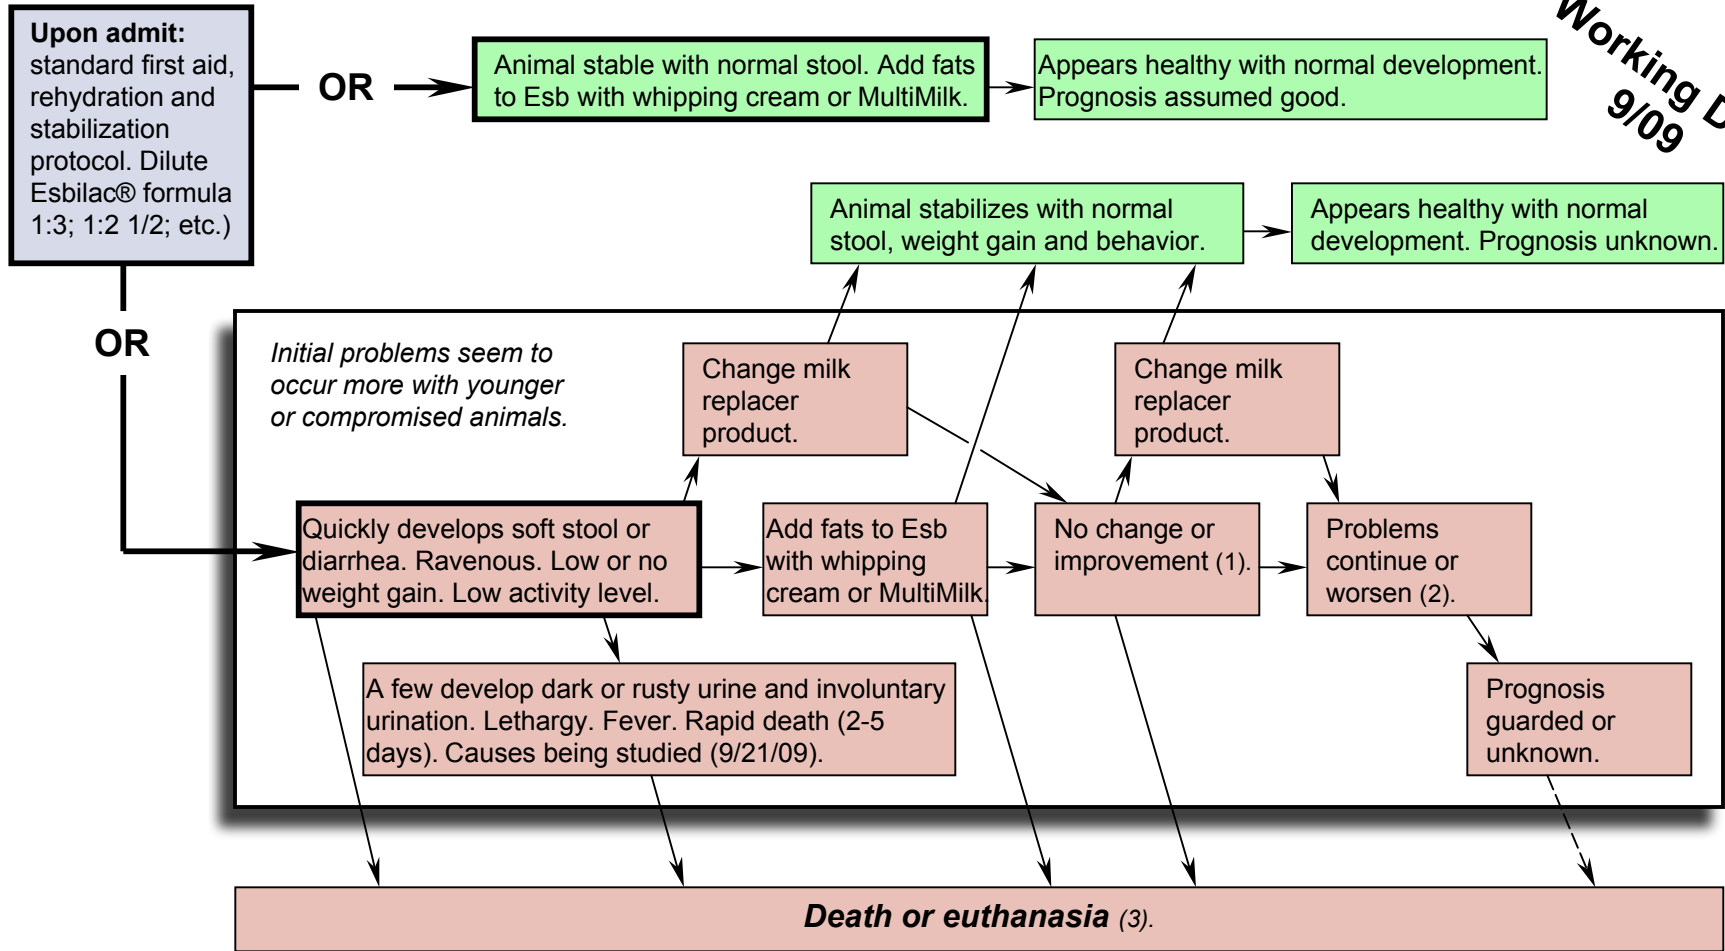 Upon admit:
standard first aid,
rehydration and
stabilization
protocol. Dilute
Esbilac® formula
1:3; 1:2 1/2; etc.)
OR
Animal stable with normal stool. Add fats
to Esb with whipping cream or MultiMilk.
Appears healthy with normal development.
Prognosis assumed good.
Working
9/09
Animal stabilizes with normal
stool, weight gain and behavior.
Appears healthy with normal
development. Prognosis unknown.
OR
Initial problems seem to
occur more with younger
or compromised animals.
Change milk
replacer
product.
Change milk
replacer
product.
Quickly develops soft stool or
diarrhea. Ravenous. Low or no
weight gain. Low activity level.
Add fats to Esb
with whipping
cream or MultiMilk.
No change or
improvement (1).
Problems
continue or
worsen (2).
A few develop dark or rusty urine and involuntary
urination. Lethargy. Fever. Rapid death (2-5
days). Causes being studied (9/21/09).
Prognosis
guarded or
unknown.
Death or euthanasia (3).